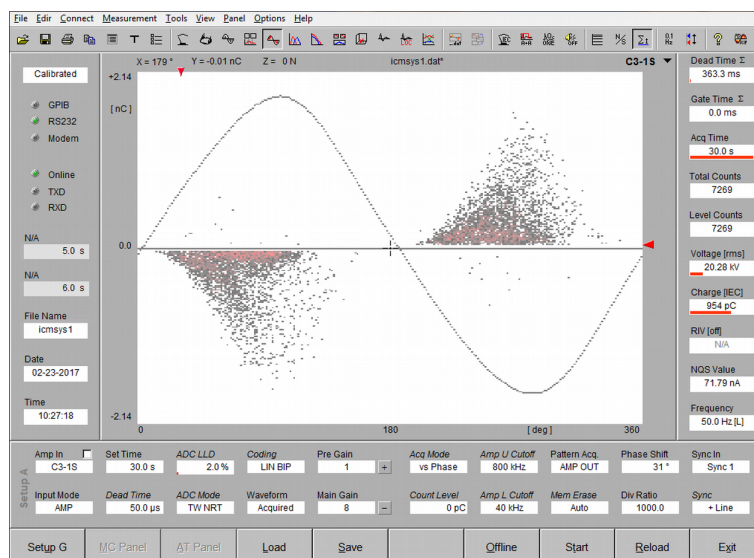 File Edit Connect Measurement Tools View Panel Options Help
X = 179 ° Y = -0.01 nC Z = 0 N icmsys1.dat* C3-1S
+2.14
[ nC ]
0.0
-2.14
0 180 [ deg ] 360
Calibrated
GPIB
RS232
Modem
Online
TXD
RXD
N/A
5.0 s
N/A
6.0 s
File Name
icmsys1
Date
02-23-2017
Time
10:27:18
Dead Time Σ
363.3 ms
Gate Time Σ
0.0 ms
Acq Time
30.0 s
Total Counts
7269
Level Counts
7269
Voltage [rms]
20.28 kV
Charge [IEC]
954 pC
RIV [off]
N/A
NQS Value
71.79 nA
Frequency
50.0 Hz [L]
Setup A
Amp In Set Time ADC LLD Coding Pre Gain Acq Mode Amp U Cutoff Pattern Acq. Phase Shift Sync In
C3-1S 30.0 s 2.0 % LIN BIP 1 + vs Phase 800 kHz AMP OUT 31 ° Sync 1
Input Mode Dead Time ADC Mode Waveform Main Gain Count Level Amp L Cutoff Mem Erase Div Ratio Sync
AMP 50.0 µs TW NRT Acquired 8 − 0 pC 40 kHz Auto 1000.0 + Line
Setup G MC Panel AT Panel Load Save Offline Start Reload Exit